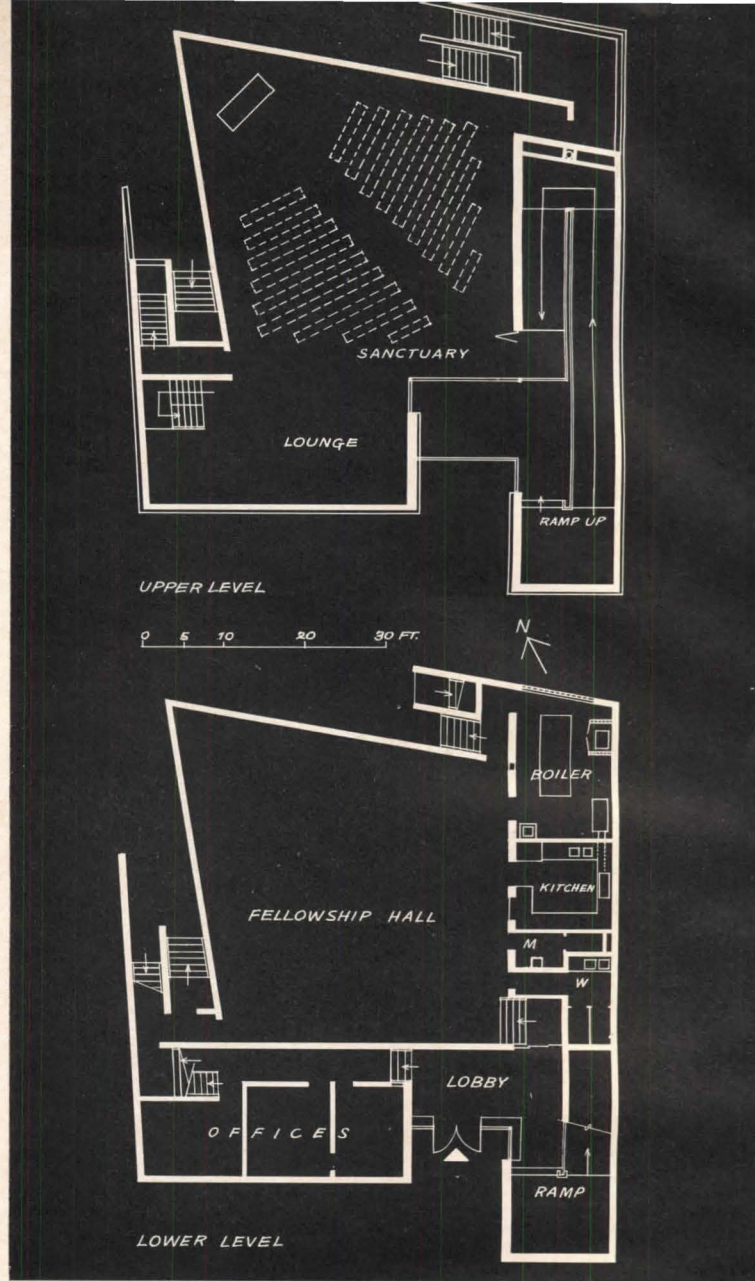 SANCTUARY
LOUNGE
RAMP UP
UPPER LEVEL
0 5 10 20 30 FT.
N
BOILER
KITCHEN
FELLOWSHIP HALL
M
W
LOBBY
OFFICES
RAMP
LOWER LEVEL